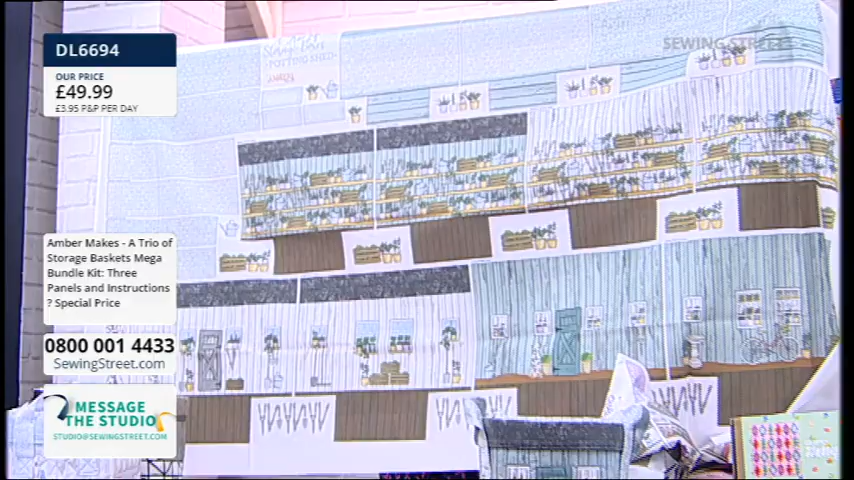 DL6694
OUR PRICE
£49.99
£3.95 P&P PER DAY
SEWING STREET
POTTING SHED
Amber Makes - A Trio of
Storage Baskets Mega
Bundle Kit: Three
Panels and Instructions
? Special Price
0800 001 4433
SewingStreet.com
MESSAGE
THE STUDIO
STUDIO@SEWINGSTREET.COM